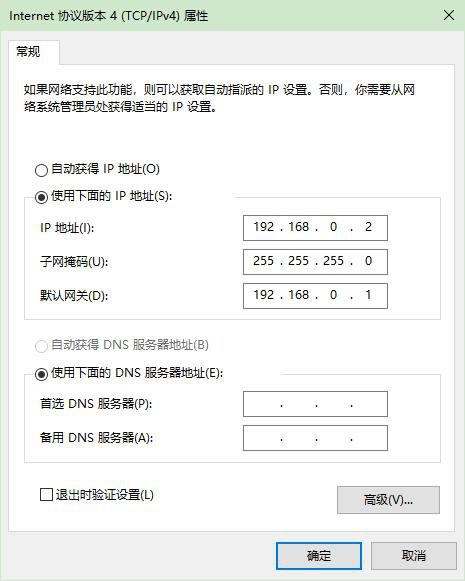 Internet 协议版本 4 (TCP/IPv4) 属性
常规
如果网络支持此功能，则可以获取自动指派的 IP 设置。否则，你需要从网
络系统管理员处获得适当的 IP 设置。
自动获得 IP 地址(O)
使用下面的 IP 地址(S):
IP 地址(I): 192 . 168 . 0 . 2
子网掩码(U): 255 . 255 . 255 . 0
默认网关(D): 192 . 168 . 0 . 1
自动获得 DNS 服务器地址(B)
使用下面的 DNS 服务器地址(E):
首选 DNS 服务器(P): . . .
备用 DNS 服务器(A): . . .
退出时验证设置(L)
高级(V)...
确定 取消